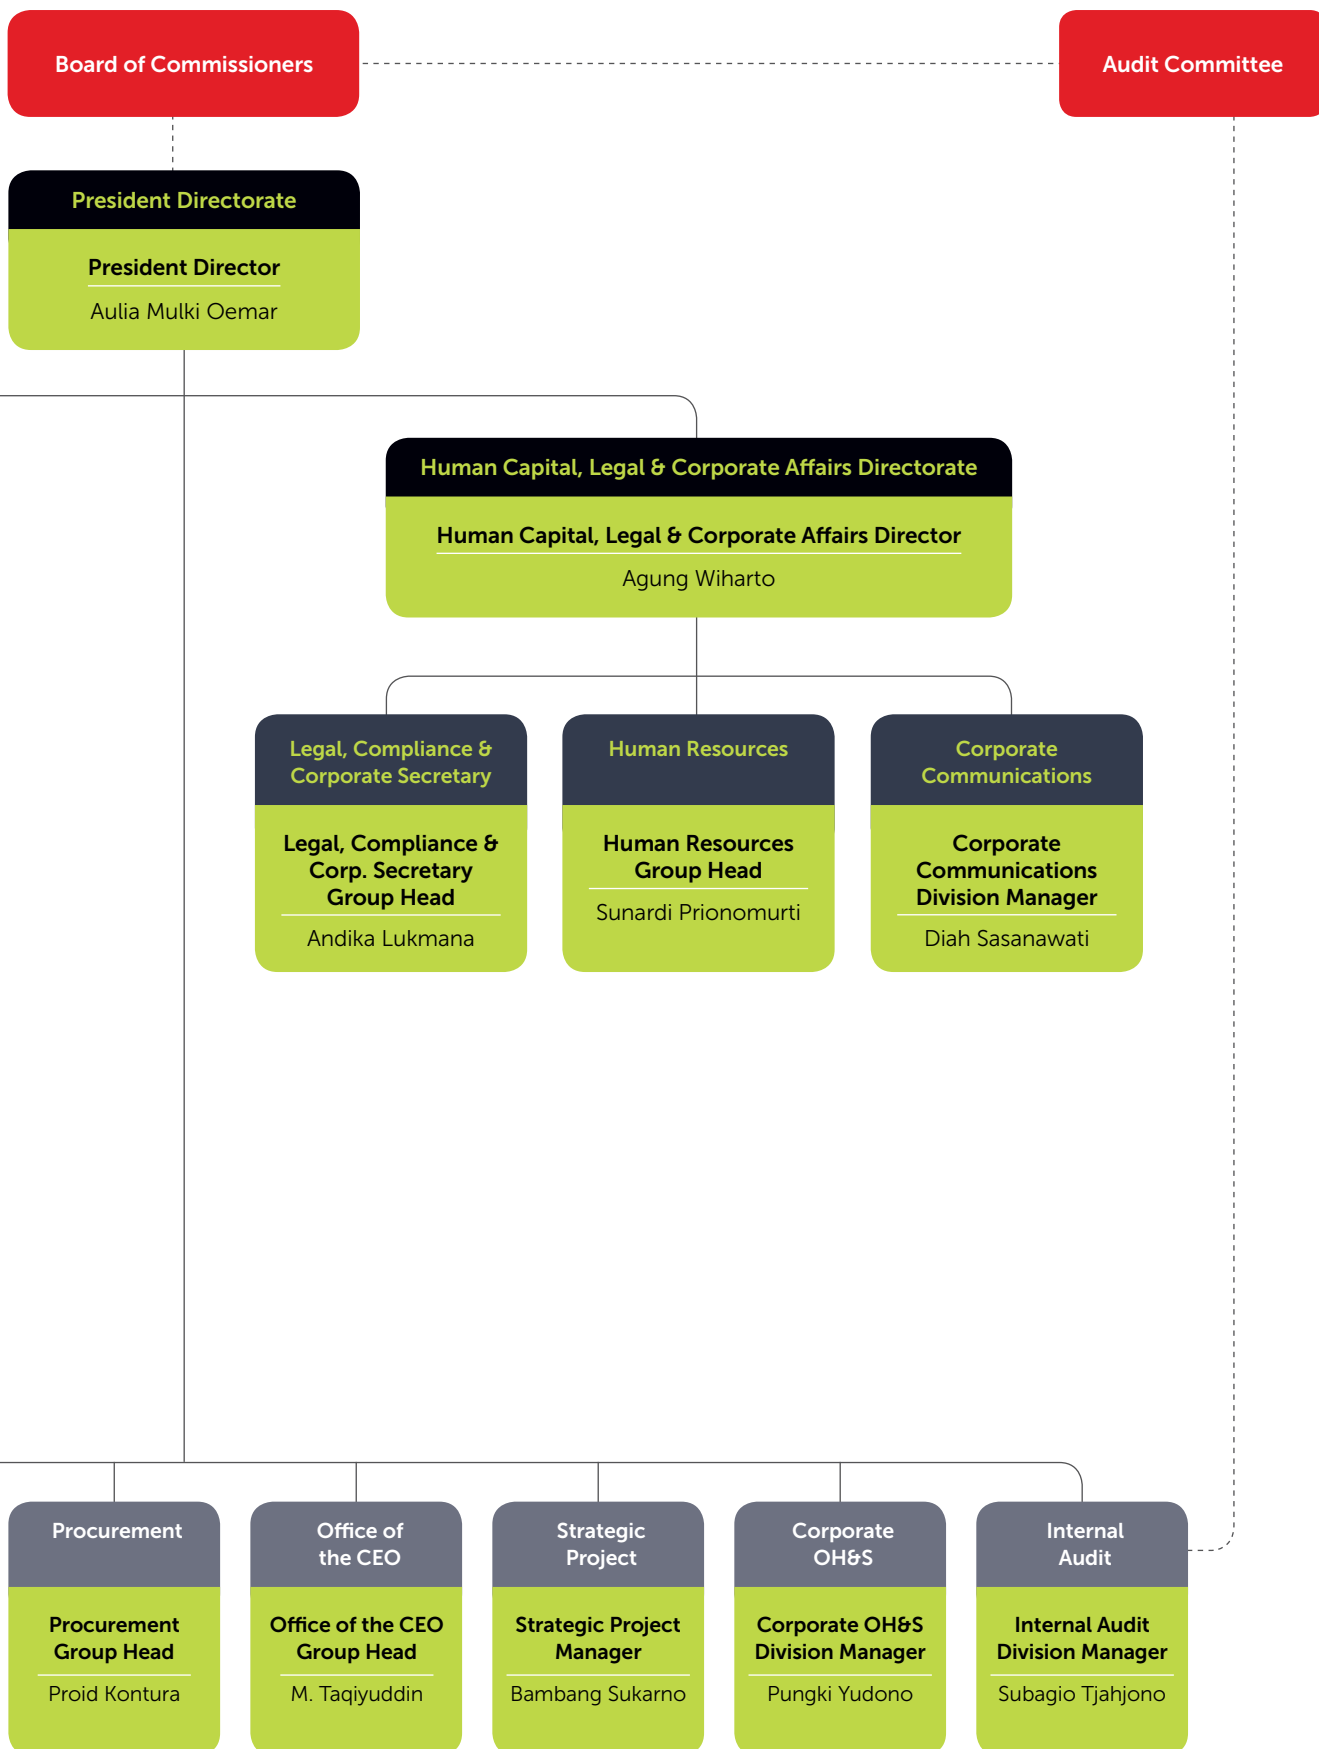 Board of Commissioners
Audit Committee
President Directorate
President Director
Aulia Mulki Oemar
Human Capital, Legal & Corporate Affairs Directorate
Human Capital, Legal & Corporate Affairs Director
Agung Wiharto
Legal, Compliance &
Corporate Secretary
Legal, Compliance &
Corp. Secretary
Group Head
Andika Lukmana
Human Resources
Human Resources
Group Head
Sunardi Prionomurti
Corporate
Communications
Corporate
Communications
Division Manager
Diah Sasanawati
Procurement
Procurement
Group Head
Proid Kontura
Office of
the CEO
Office of the CEO
Group Head
M. Taqiyuddin
Strategic
Project
Strategic Project
Manager
Bambang Sukarno
Corporate
OH&S
Corporate OH&S
Division Manager
Pungki Yudono
Internal
Audit
Internal Audit
Division Manager
Subagio Tjahjono